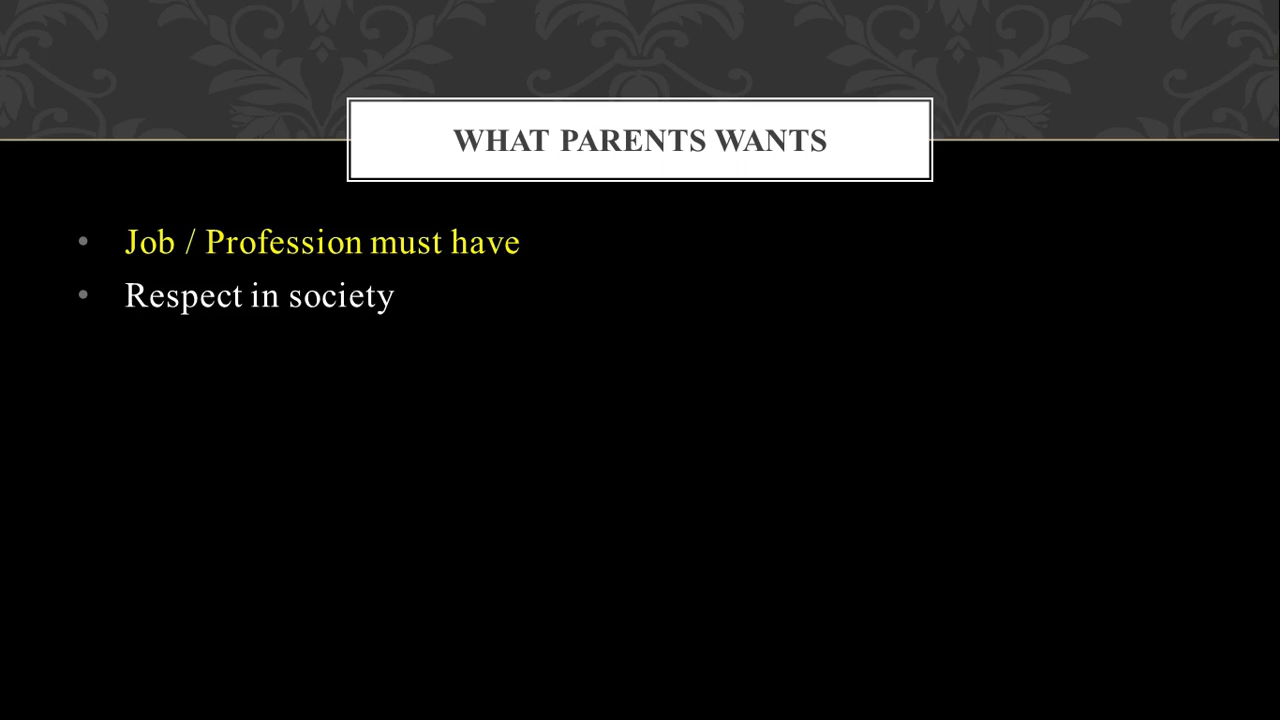 WHAT PARENTS WANTS
• Job / Profession must have
• Respect in society